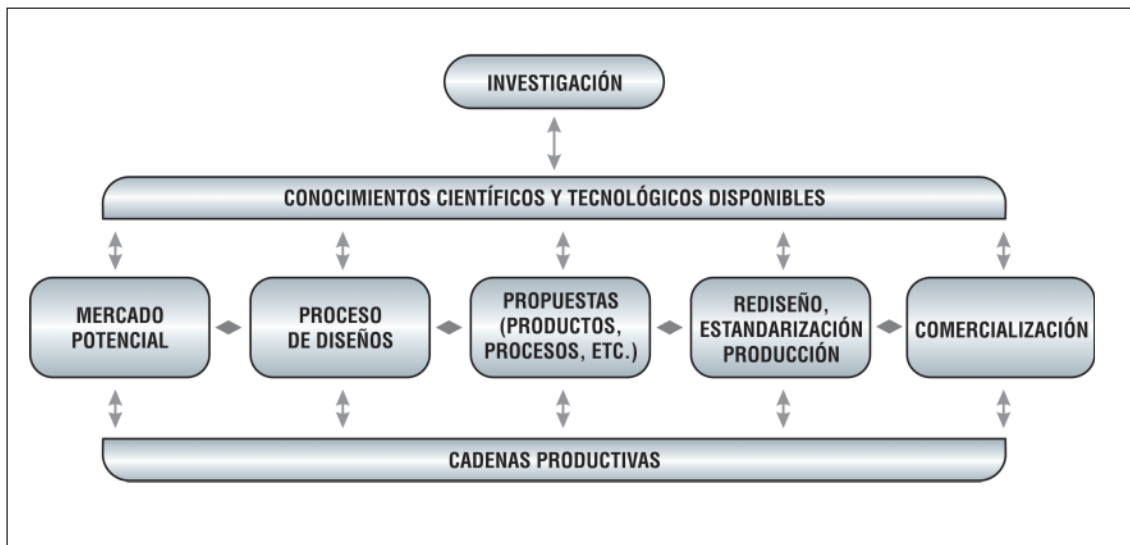 INVESTIGACIÓN
CONOCIMIENTOS CIENTÍFICOS Y TECNOLÓGICOS DISPONIBLES
MERCADO
POTENCIAL
PROCESO
DE DISEÑOS
PROPUESTAS
(PRODUCTOS,
PROCESOS, ETC.)
REDISEÑO,
ESTANDARIZACIÓN
PRODUCCIÓN
COMERCIALIZACIÓN
CADENAS PRODUCTIVAS